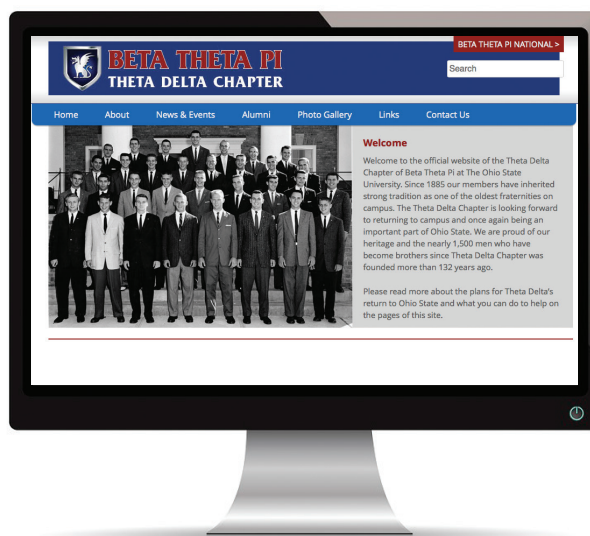 BETA THETA PI NATIONAL >
BETA THETA PI
THETA DELTA CHAPTER
Search
Home About News & Events Alumni Photo Gallery Links Contact Us
Welcome
Welcome to the official website of the Theta Delta
Chapter of Beta Theta Pi at The Ohio State
University. Since 1885 our members have inherited
strong tradition as one of the oldest fraternities on
campus. The Theta Delta Chapter is looking forward
to returning to campus and once again being an
important part of Ohio State. We are proud of our
heritage and the nearly 1,500 men who have
become brothers since Theta Delta Chapter was
founded more than 132 years ago.
Please read more about the plans for Theta Delta's
return to Ohio State and what you can do to help on
the pages of this site.